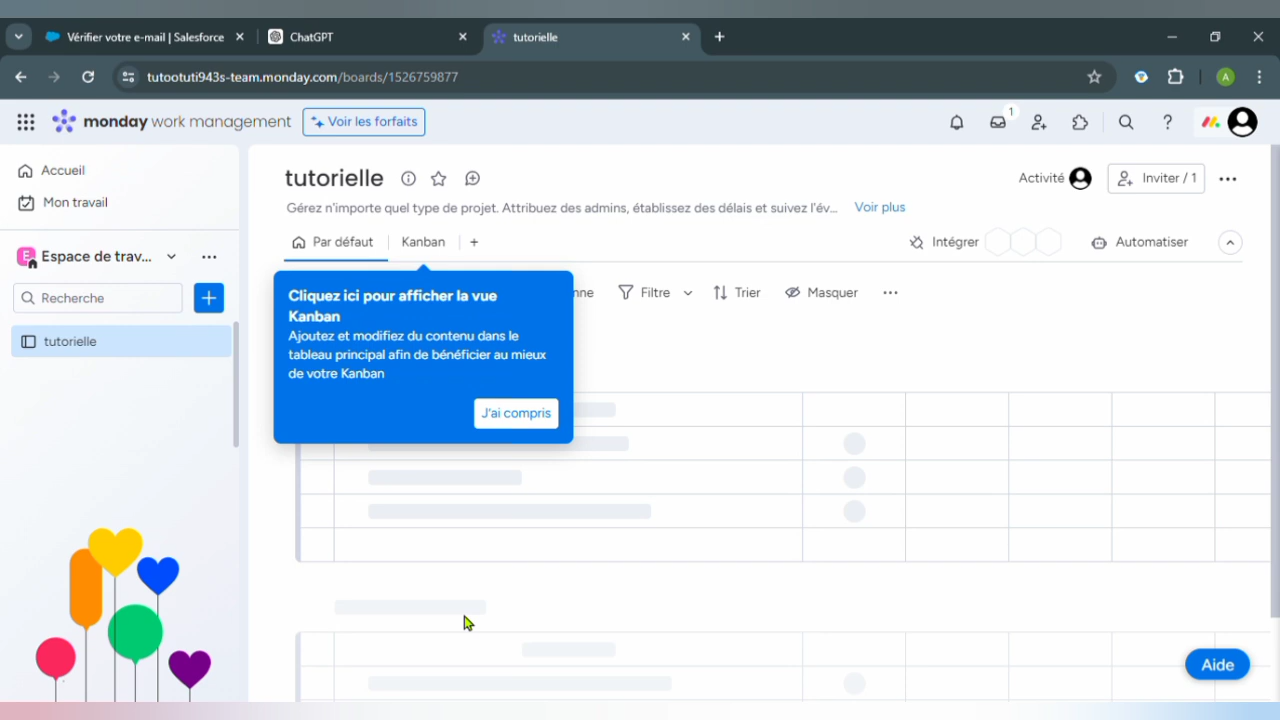 Vérifier votre e-mail | Salesforce
ChatGPT
tutorielle
tutootuti943s-team.monday.com/boards/1526759877
A
monday work management
Voir les forfaits
1
Accueil
Mon travail
E
Espace de trav...
Recherche
tutorielle
tutorielle
Activité
Inviter / 1
Gérez n'importe quel type de projet. Attribuez des admins, établissez des délais et suivez l'év...
Voir plus
Par défaut
Kanban
Intégrer
Automatiser
nne
Filtre
Trier
Masquer
Cliquez ici pour afficher la vue
Kanban
Ajoutez et modifiez du contenu dans le
tableau principal afin de bénéficier au mieux
de votre Kanban
J'ai compris
Aide